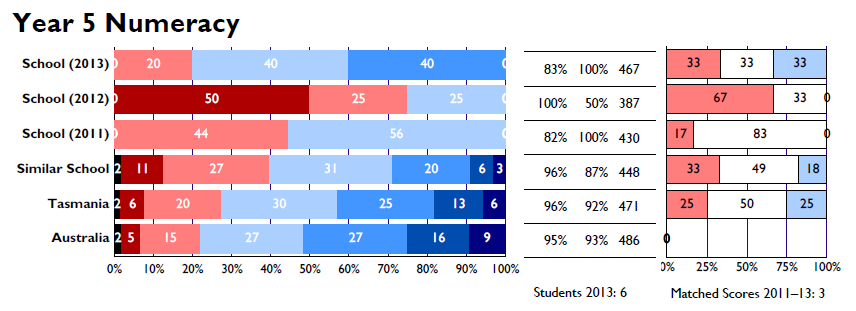 Year 5 Numeracy
School (2013) 0 20 40 40 0 83% 100% 467 33 33 33
School (2012) 0 50 25 25 0 100% 50% 387 67 33 0
School (2011) 0 44 56 0 82% 100% 430 17 83 0
Similar School 2 11 27 31 20 6 3 96% 87% 448 33 49 18
Tasmania 2 6 20 30 25 13 6 96% 92% 471 25 50 25
Australia 2 5 15 27 27 16 9 95% 93% 486 0
0% 10% 20% 30% 40% 50% 60% 70% 80% 90% 100% 0% 25% 50% 75% 100%
Students 2013: 6 Matched Scores 2011–13: 3